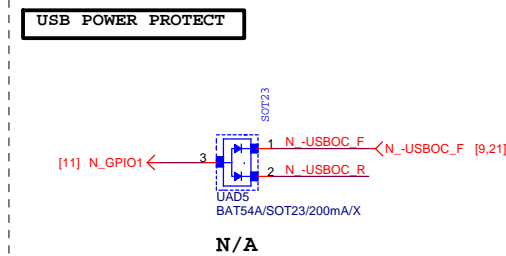 USB POWER PROTECT
SOT23
1 N_-USBOC_F N_-USBOC_F [9,21]
[11] N_GPIO1 3
2 N_-USBOC_R
UAD5
BAT54A/SOT23/200mA/X
N/A